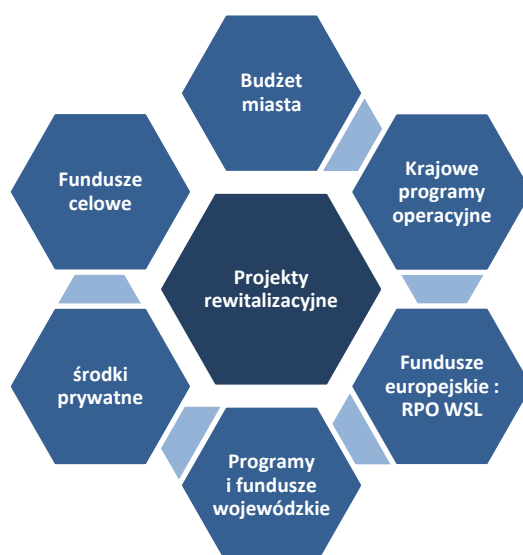 Budżet
miasta
Krajowe
programy
operacyjne
Fundusze
europejskie :
RPO WSL
Programy
i fundusze
wojewódzkie
środki
prywatne
Fundusze
celowe
Projekty
rewitalizacyjne